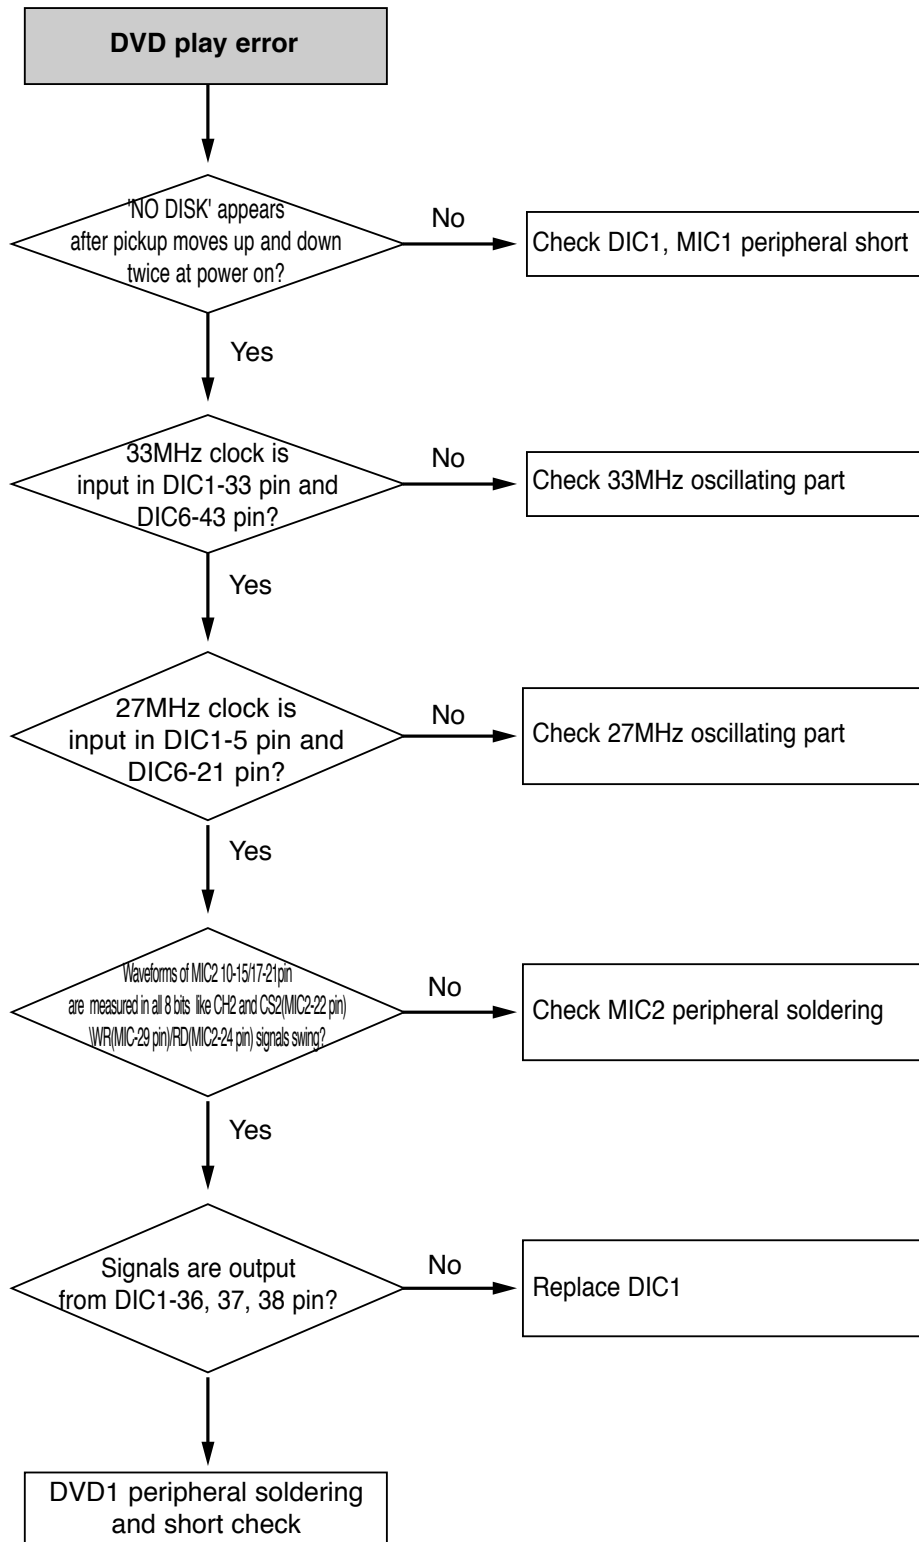 DVD play error
'NO DISK' appears
after pickup moves up and down
twice at power on?
No
Check DIC1, MIC1 peripheral short
Yes
33MHz clock is
input in DIC1-33 pin and
DIC6-43 pin?
No
Check 33MHz oscillating part
Yes
27MHz clock is
input in DIC1-5 pin and
DIC6-21 pin?
No
Check 27MHz oscillating part
Yes
Waveforms of MIC2 10-15/17-21pin
are measured in all 8 bits like CH2 and CS2(MIC2-22 pin)
\WR(MIC-29 pin)/RD(MIC2-24 pin) signals swing?
No
Check MIC2 peripheral soldering
Yes
Signals are output
from DIC1-36, 37, 38 pin?
No
Replace DIC1
DVD1 peripheral soldering
and short check